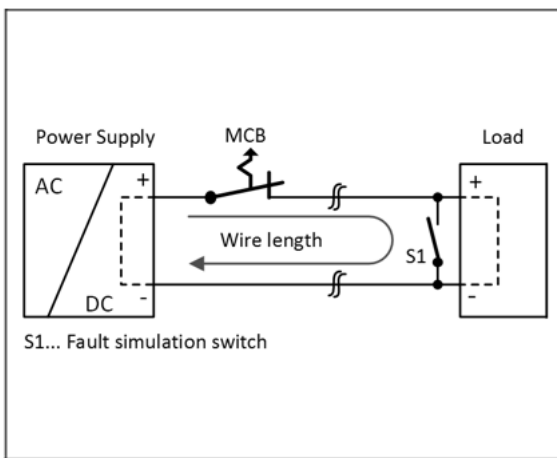 Power Supply
MCB
Load
AC
+
+
Wire length
S1
-
-
DC
S1... Fault simulation switch